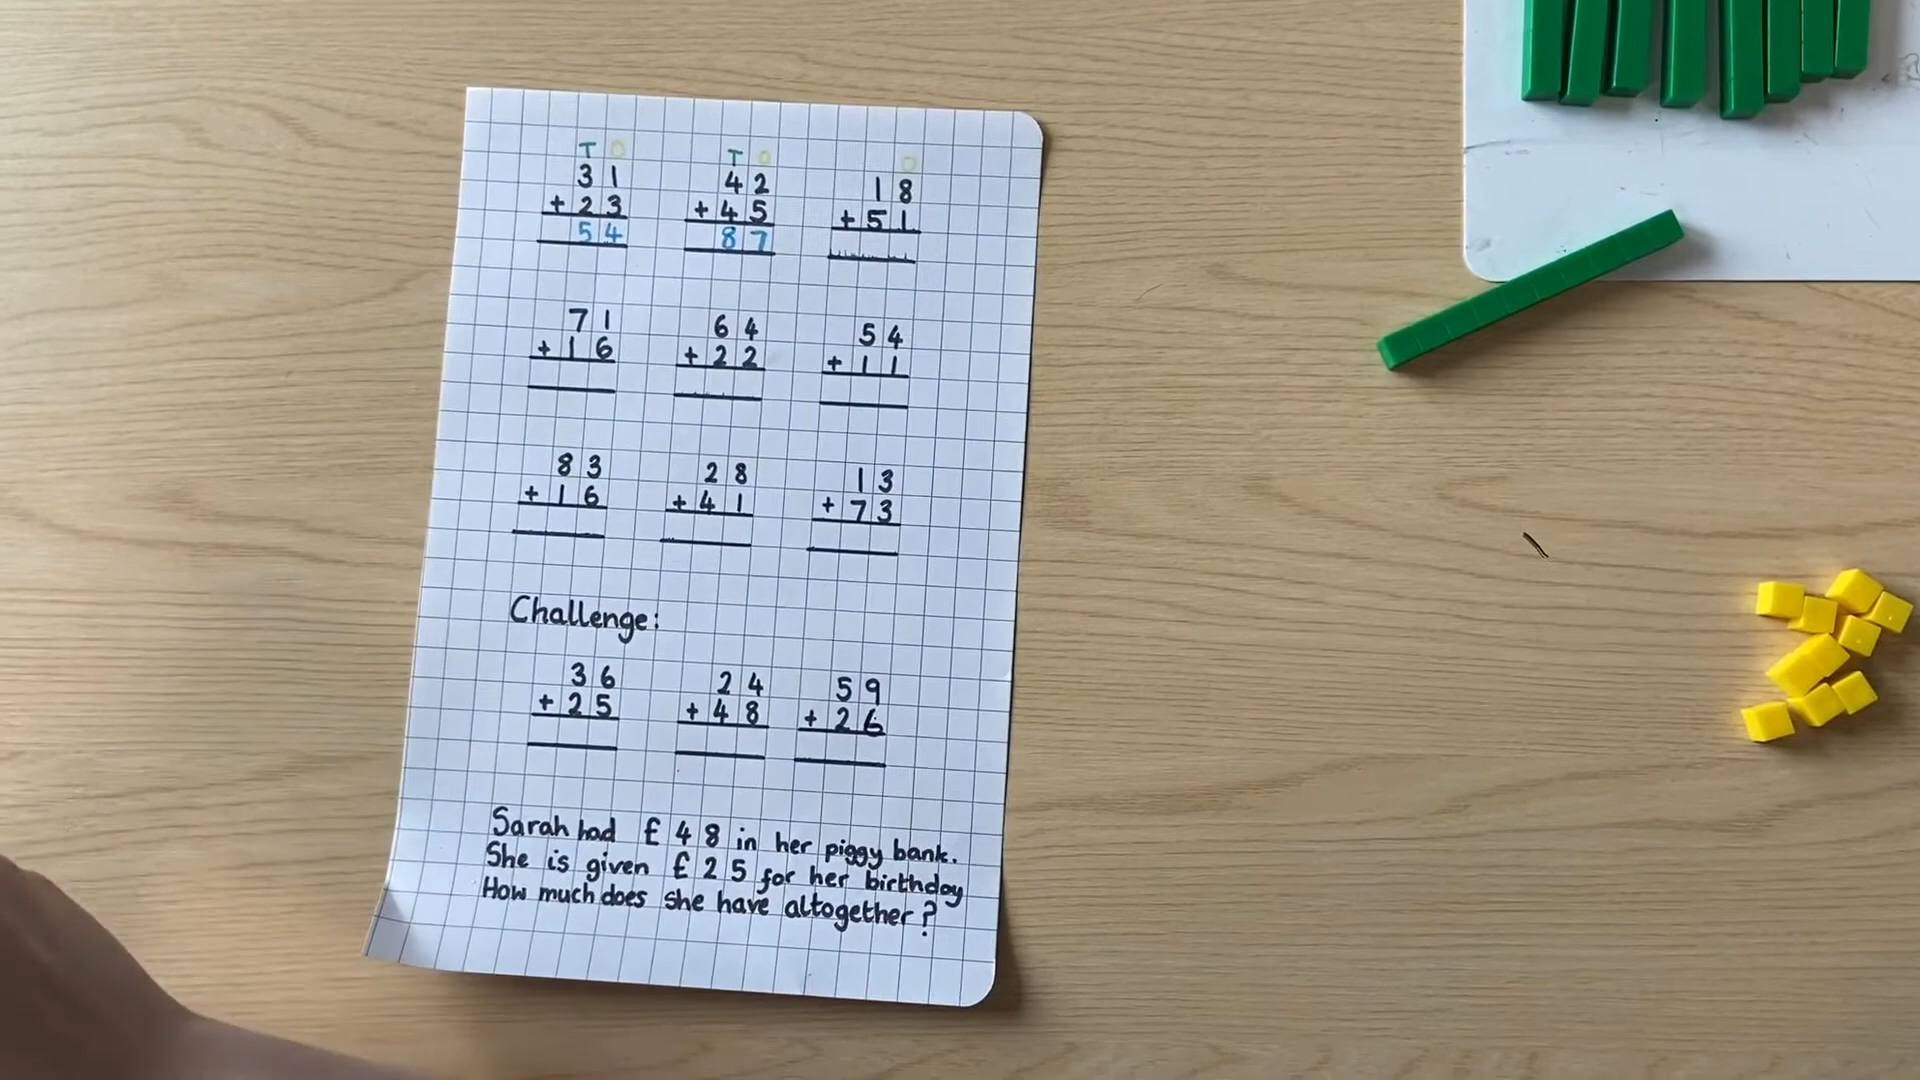 T O T O O
31 42 18
+23 +45 +51
54 87
71 64 54
+16 +22 +11
83 28 13
+16 +41 +73
Challenge:
36 24 59
+25 +48 +26
Sarah had £48 in her piggy bank.
She is given £25 for her birthday
How much does she have altogether?